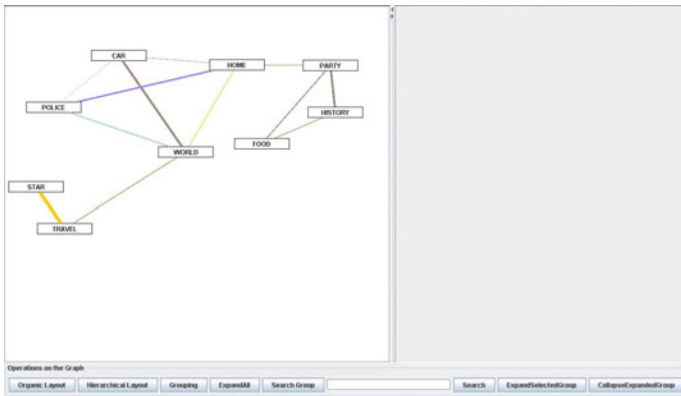 CAR
HOME
PARTY
POLICE
HISTORY
FOOD
WORLD
STAR
TRAVEL
Operations on the Graph
Organic Layout Hierarchical Layout Grouping ExpandAll Search Group Search ExpandSelectedGroup CollapseExpandedGroup